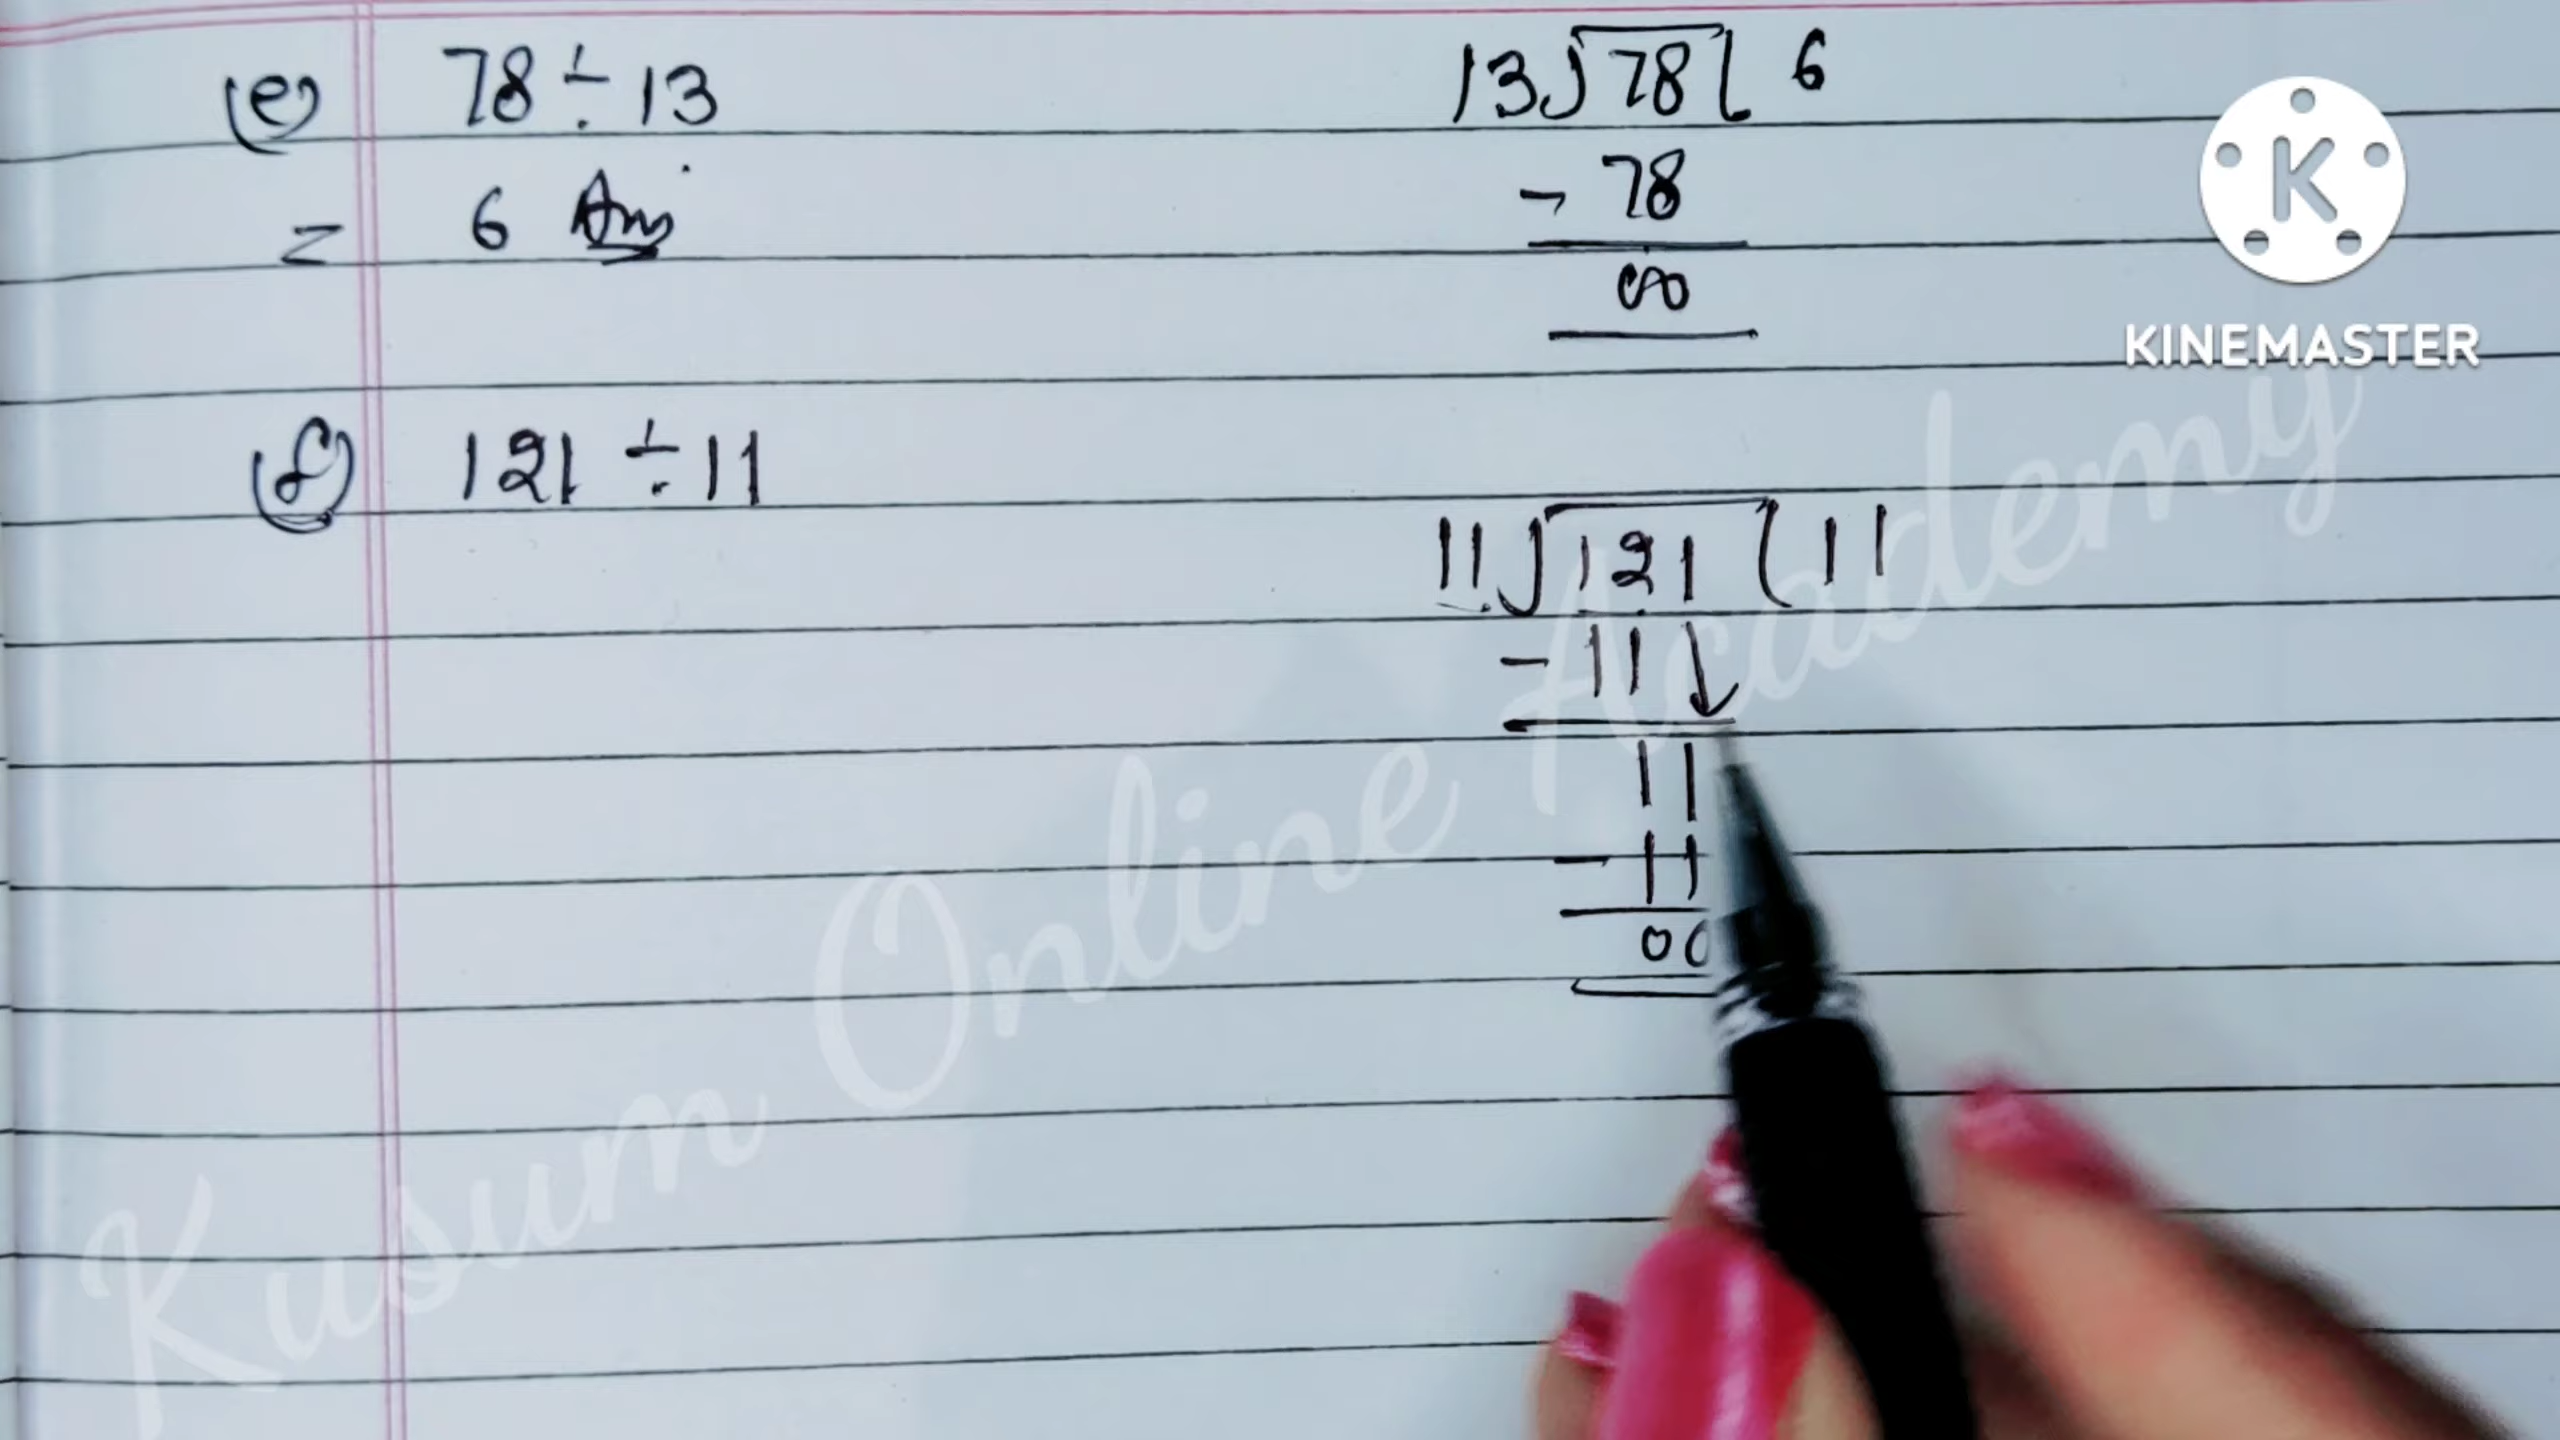 (e) 78 ÷ 13
= 6 Ans
13) 78 ( 6
- 78
00
(f) 121 ÷ 11
11) 121 ( 11
- 11 ↓
11
- 11
00
K
KINEMASTER
Kusum Online Academy